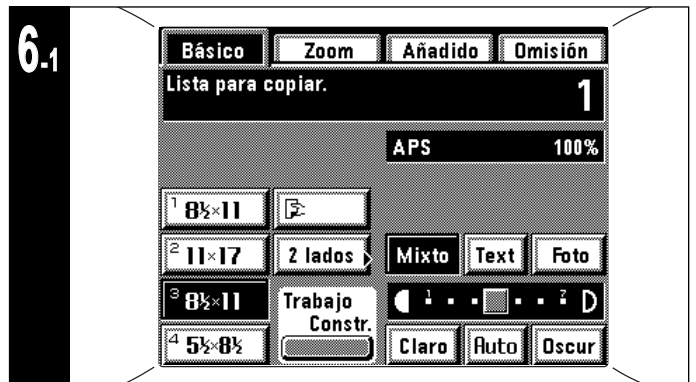 6.1
Básico Zoom Añadido Omisión
Lista para copiar. 1
APS 100%
1 8½×11
2 11×17 2 lados Mixto Text Foto
3 8½×11 Trabajo Constr. 1 7
4 5½×8½ Claro Auto Oscur